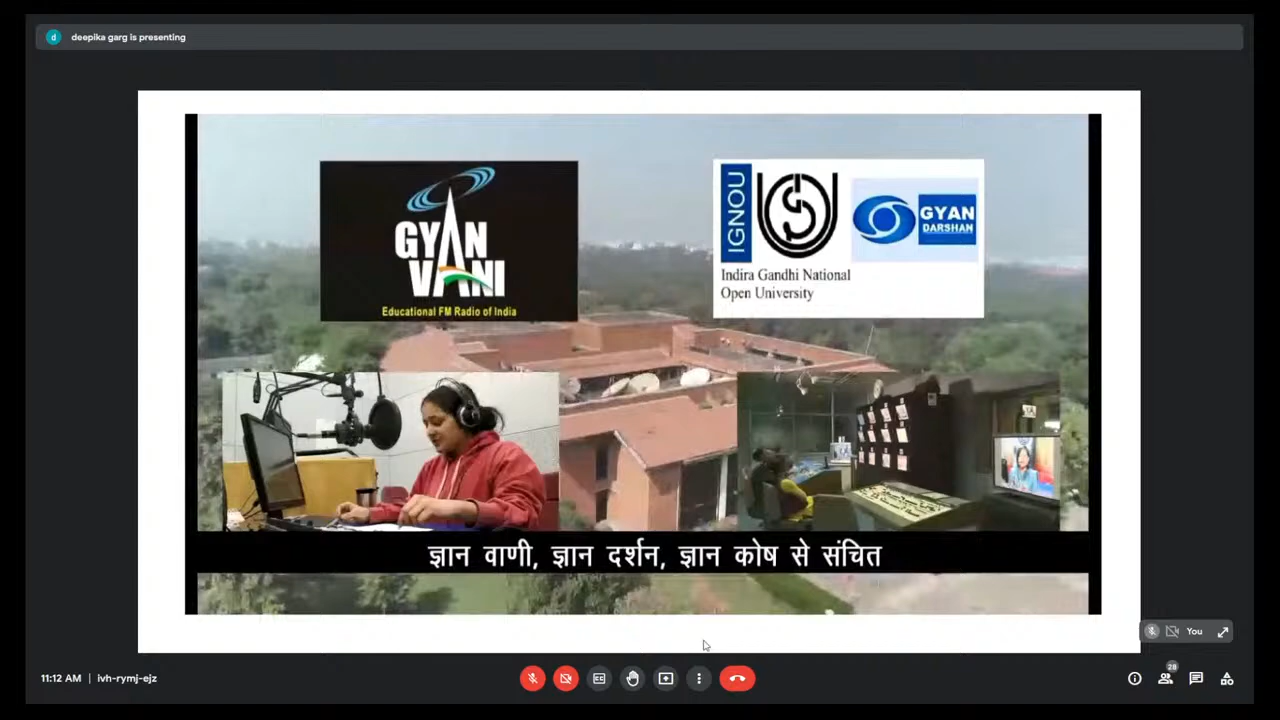 d
deepika garg is presenting
GYAN
VANI
Educational FM Radio of India
IGNOU
GYAN
DARSHAN
Indira Gandhi National
Open University
ज्ञान वाणी, ज्ञान दर्शन, ज्ञान कोष से संचित
You
11:12 AM | ivh-rymj-ejz
28